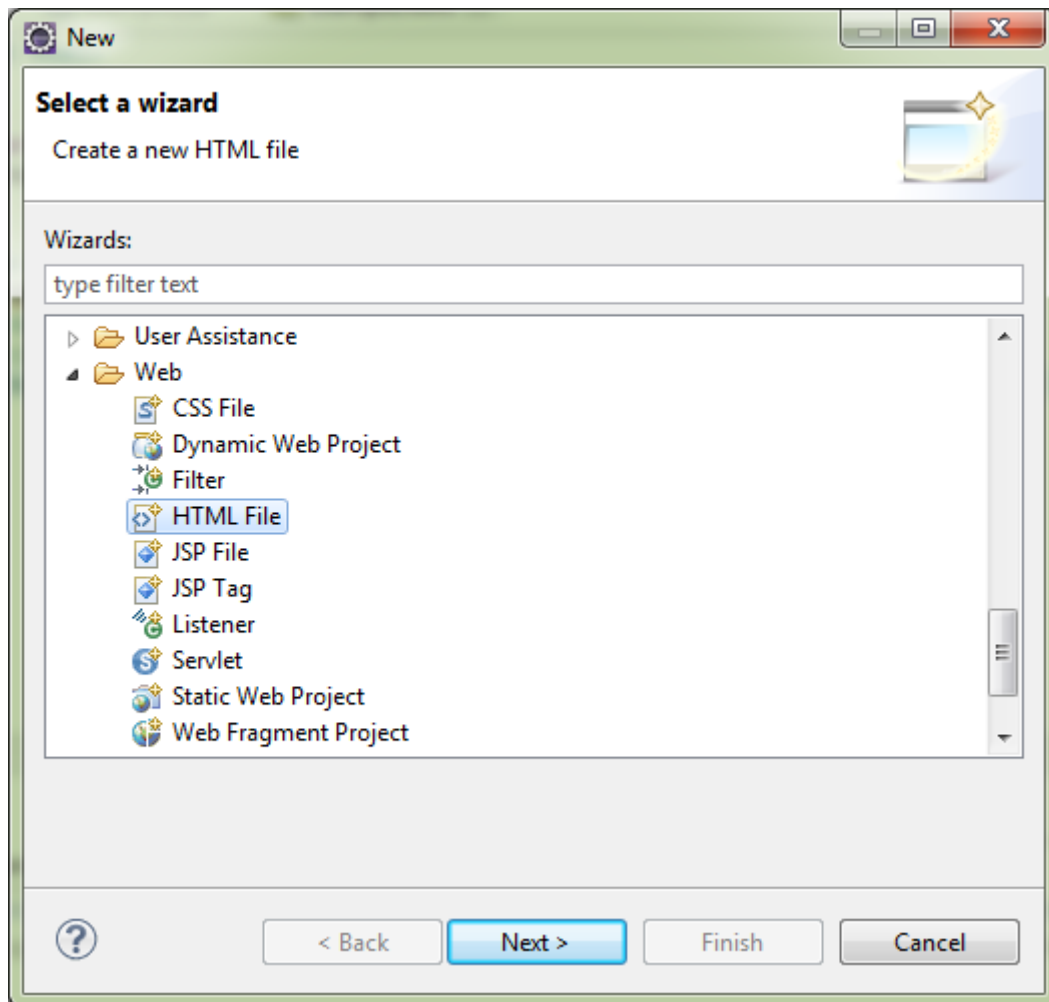 New
Select a wizard
Create a new HTML file
Wizards:
type filter text
User Assistance
Web
CSS File
Dynamic Web Project
Filter
HTML File
JSP File
JSP Tag
Listener
Servlet
Static Web Project
Web Fragment Project
< Back
Next >
Finish
Cancel